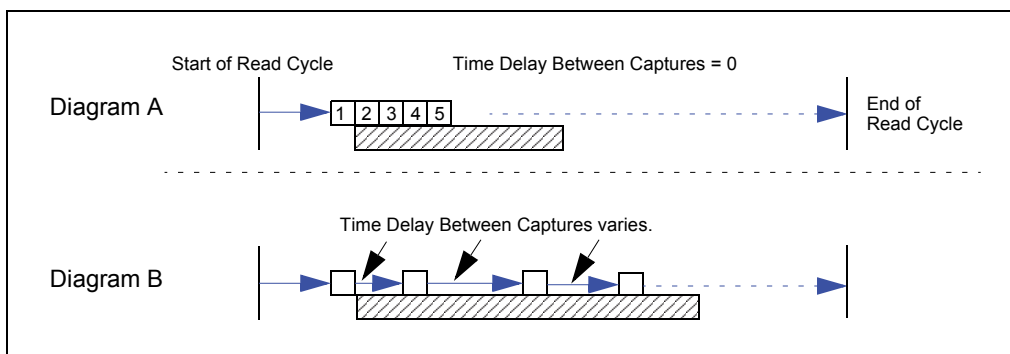 Start of Read Cycle
Time Delay Between Captures = 0
Diagram A
1 2 3 4 5
End of
Read Cycle
Time Delay Between Captures varies.
Diagram B